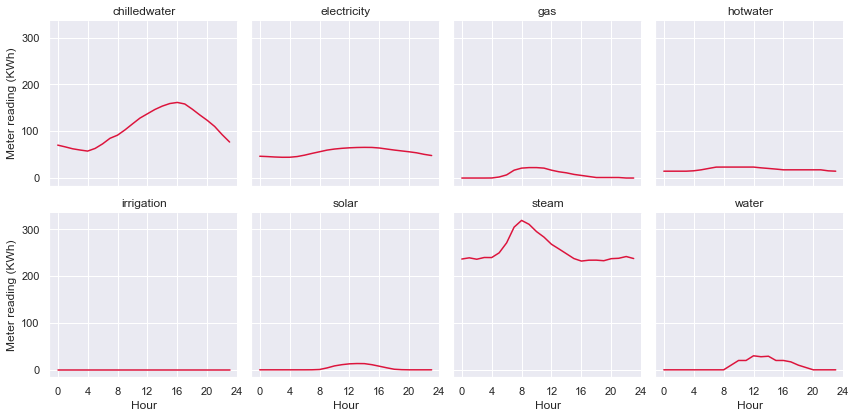 chilledwater
electricity
gas
hotwater
Meter reading (KWh)
300
200
100
0
irrigation
solar
steam
water
Meter reading (KWh)
300
200
100
0
0 4 8 12 16 20 24
0 4 8 12 16 20 24
0 4 8 12 16 20 24
0 4 8 12 16 20 24
Hour
Hour
Hour
Hour